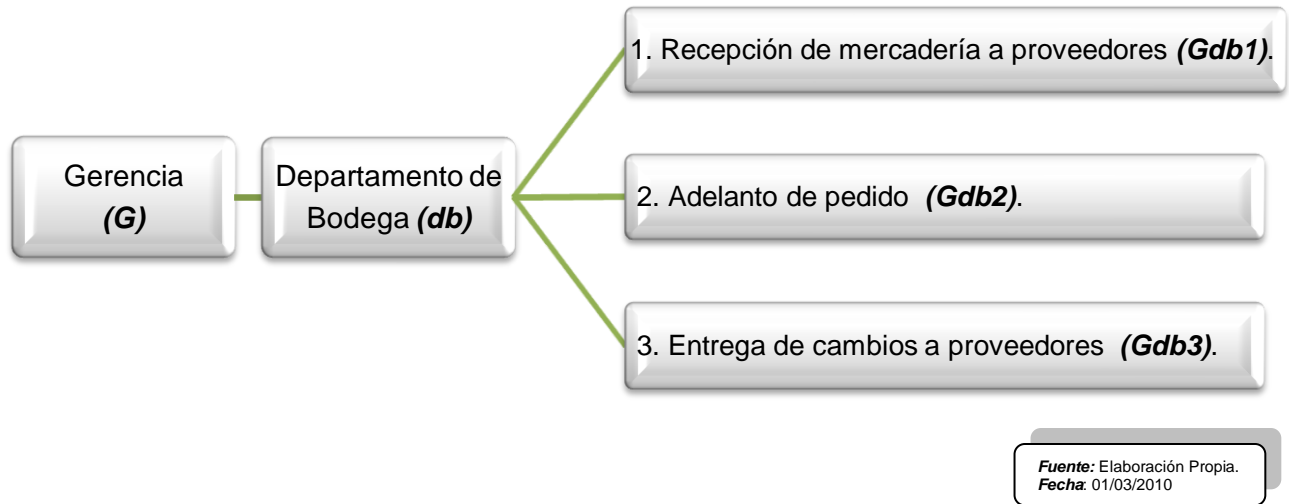 Gerencia
(G)
Departamento de
Bodega (db)
1. Recepción de mercadería a proveedores (Gdb1).
2. Adelanto de pedido (Gdb2).
3. Entrega de cambios a proveedores (Gdb3).
Fuente: Elaboración Propia.
Fecha: 01/03/2010